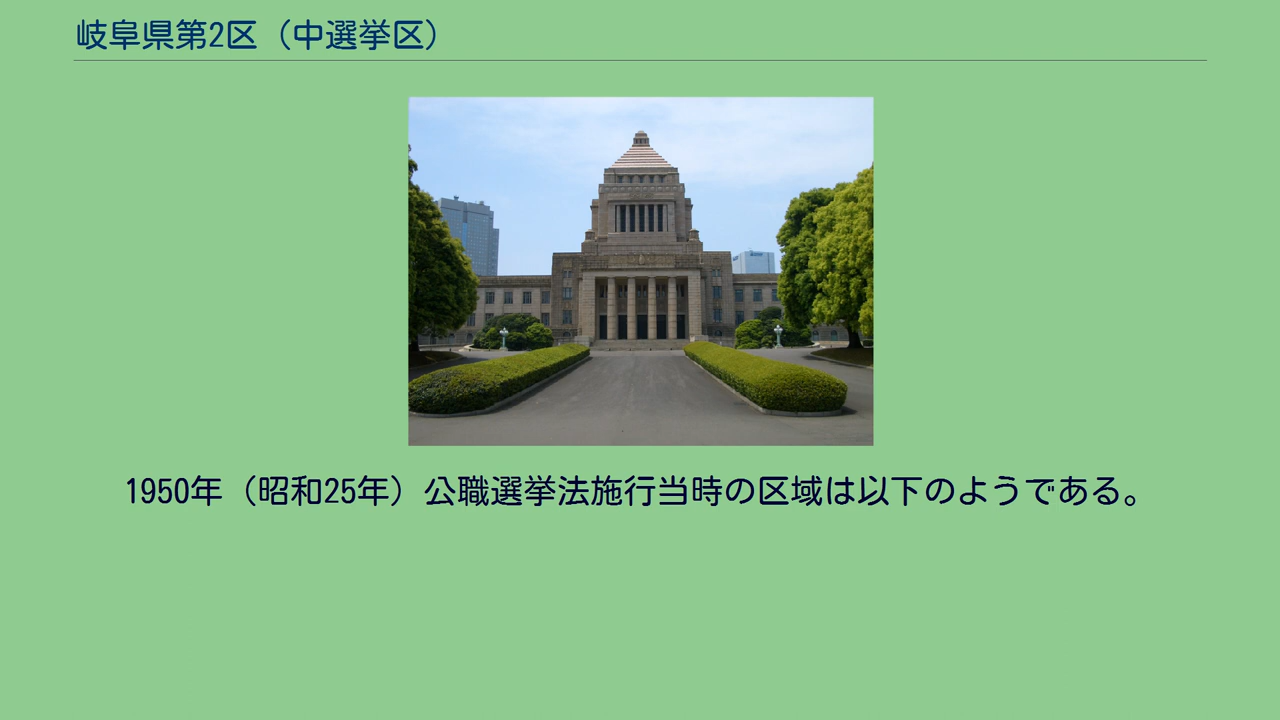 岐阜県第2区（中選挙区）
1950年（昭和25年）公職選挙法施行当時の区域は以下のようである。